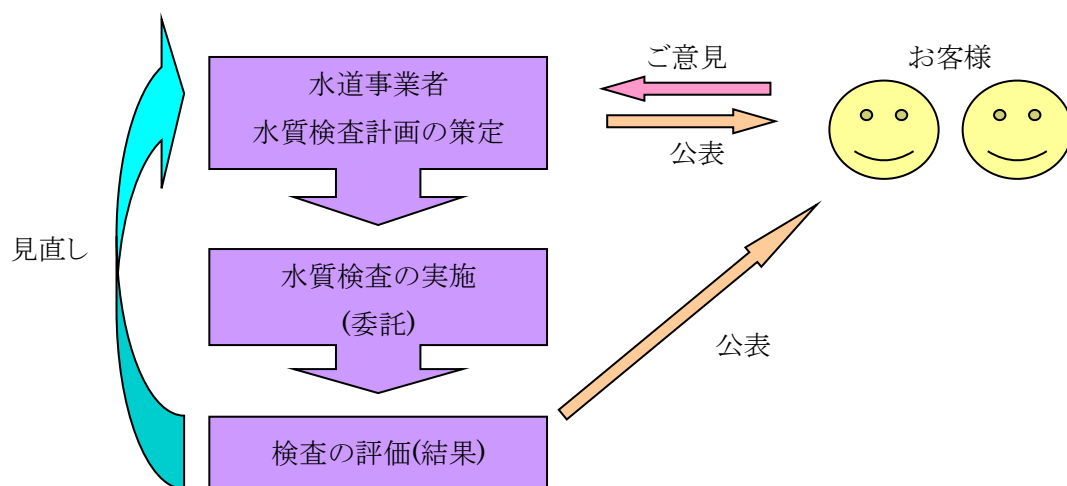 ご意見
お客様
水道事業者
水質検査計画の策定
公表
見直し
水質検査の実施
(委託)
公表
検査の評価(結果)